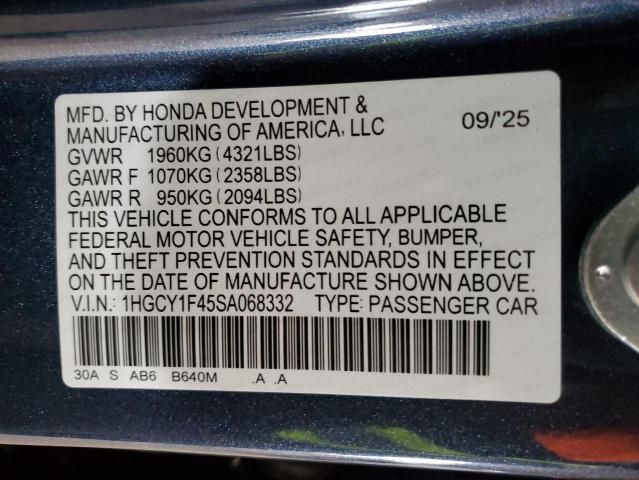 MFD. BY HONDA DEVELOPMENT &
MANUFACTURING OF AMERICA, LLC 09/'25
GVWR 1960KG (4321LBS)
GAWR F 1070KG (2358LBS)
GAWR R 950KG (2094LBS)
THIS VEHICLE CONFORMS TO ALL APPLICABLE
FEDERAL MOTOR VEHICLE SAFETY, BUMPER,
AND THEFT PREVENTION STANDARDS IN EFFECT
ON THE DATE OF MANUFACTURE SHOWN ABOVE.
V.I.N.: 1HGCY1F45SA068332 TYPE: PASSENGER CAR
30A S AB6 B640M .A .A